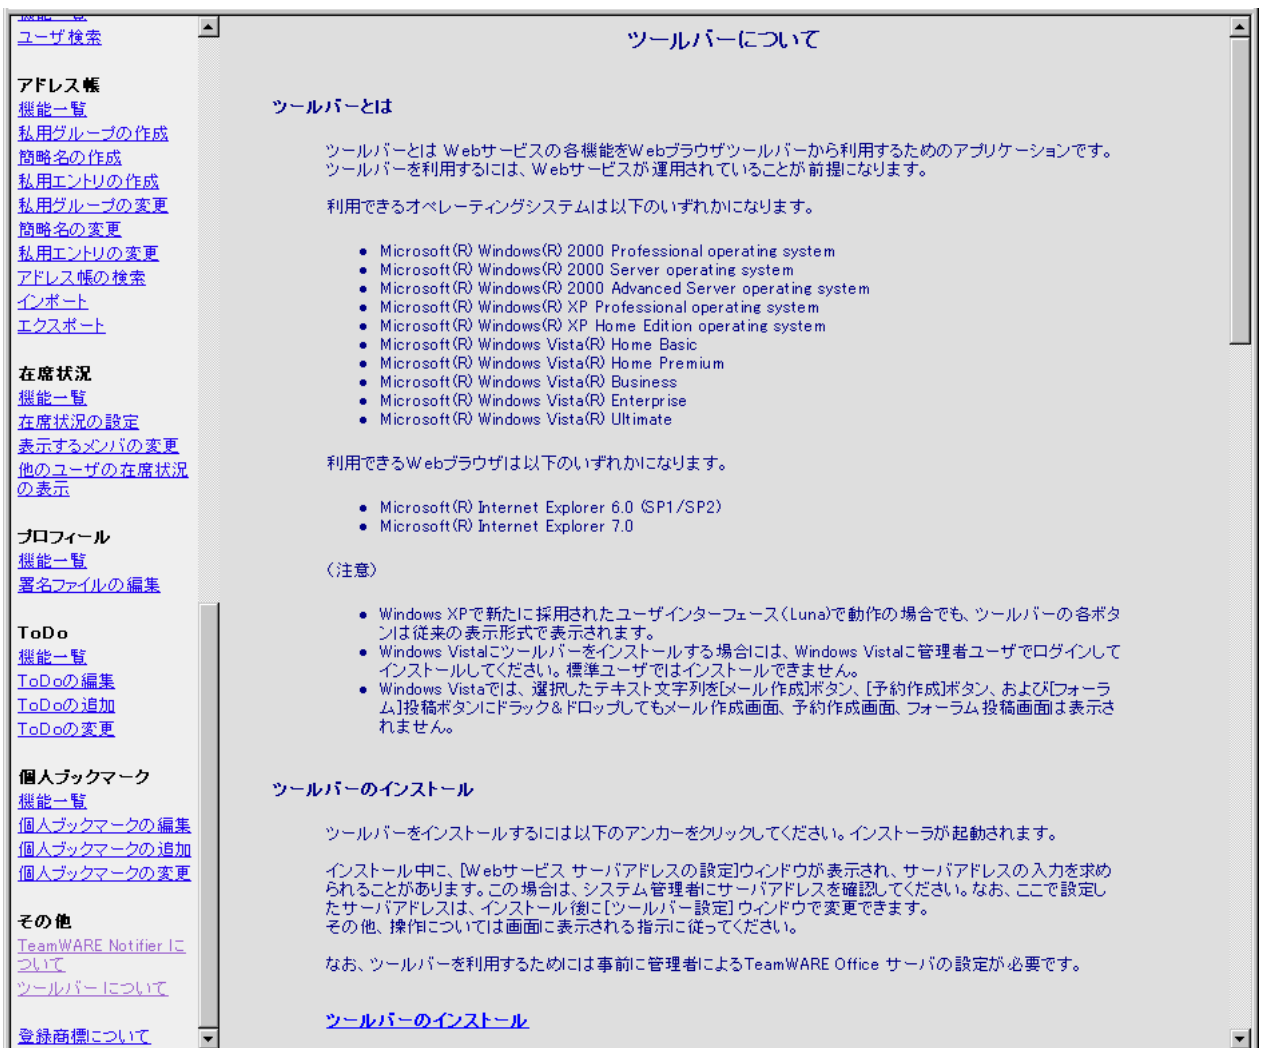 ユーザ検索
アドレス帳
機能一覧
私用グループの作成
簡略名の作成
私用エントリの作成
私用グループの変更
簡略名の変更
私用エントリの変更
アドレス帳の検索
インポート
エクスポート
在席状況
機能一覧
在席状況の設定
表示するメンバの変更
他のユーザの在席状況
の表示
プロフィール
機能一覧
署名ファイルの編集
ToDo
機能一覧
ToDoの編集
ToDoの追加
ToDoの変更
個人ブックマーク
機能一覧
個人ブックマークの編集
個人ブックマークの追加
個人ブックマークの変更
その他
TeamWARE Notifier に
ついて
ツールバー について
登録商標について
ツールバーについて
ツールバーとは
ツールバーとは Webサービスの各機能をWebブラウザツールバーから利用するためのアプリケーションです。
ツールバーを利用するには、Webサービスが運用されていることが前提になります。
利用できるオペレーティングシステムは以下のいずれかになります。
● Microsoft(R) Windows(R) 2000 Professional operating system
● Microsoft(R) Windows(R) 2000 Server operating system
● Microsoft(R) Windows(R) 2000 Advanced Server operating system
● Microsoft(R) Windows(R) XP Professional operating system
● Microsoft(R) Windows(R) XP Home Edition operating system
● Microsoft(R) Windows Vista(R) Home Basic
● Microsoft(R) Windows Vista(R) Home Premium
● Microsoft(R) Windows Vista(R) Business
● Microsoft(R) Windows Vista(R) Enterprise
● Microsoft(R) Windows Vista(R) Ultimate
利用できるWebブラウザは以下のいずれかになります。
● Microsoft(R) Internet Explorer 6.0 (SP1/SP2)
● Microsoft(R) Internet Explorer 7.0
（注意）
● Windows XPで新たに採用されたユーザインターフェース（Luna)で動作の場合でも、ツールバーの各ボタ
ンは従来の表示形式で表示されます。
● Windows Vistaにツールバーをインストールする場合には、Windows Vistaに管理者ユーザでログインして
インストールしてください。標準ユーザではインストールできません。
● Windows Vistaでは、選択したテキスト文字列を[メール作成]ボタン、[予約作成]ボタン、および[フォーラ
ム]投稿ボタンにドラック＆ドロップしてもメール作成画面、予約作成画面、フォーラム投稿画面は表示さ
れません。
ツールバーのインストール
ツールバーをインストールするには以下のアンカーをクリックしてください。インストーラが起動されます。
インストール中に、[Webサービス サーバアドレスの設定]ウィンドウが表示され、サーバアドレスの入力を求め
られることがあります。この場合は、システム管理者にサーバアドレスを確認してください。なお、ここで設定し
たサーバアドレスは、インストール後に[ツールバー設定] ウィンドウで変更できます。
その他、操作については画面に表示される指示に従ってください。
なお、ツールバーを利用するためには事前に管理者によるTeamWARE Office サーバの設定が必要です。
ツールバーのインストール